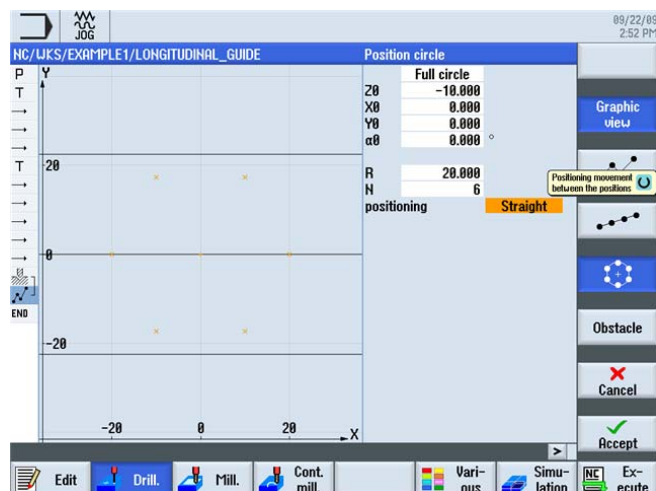 JOG
09/22/09
2:52 PM
NC/WKS/EXAMPLE1/LONGITUDINAL_GUIDE
Position circle
P
T
T
END
Y
20
0
-20
-20
0
20
X
Full circle
Z0 -10.000
X0 0.000
Y0 0.000
α0 0.000 °
R 20.000
N 6
positioning Straight
Graphic
view
Positioning movement
between the positions
Obstacle
Cancel
Accept
>
Edit
Drill.
Mill.
Cont.
mill.
Vari-
ous
Simu-
lation
NC
Ex-
ecute